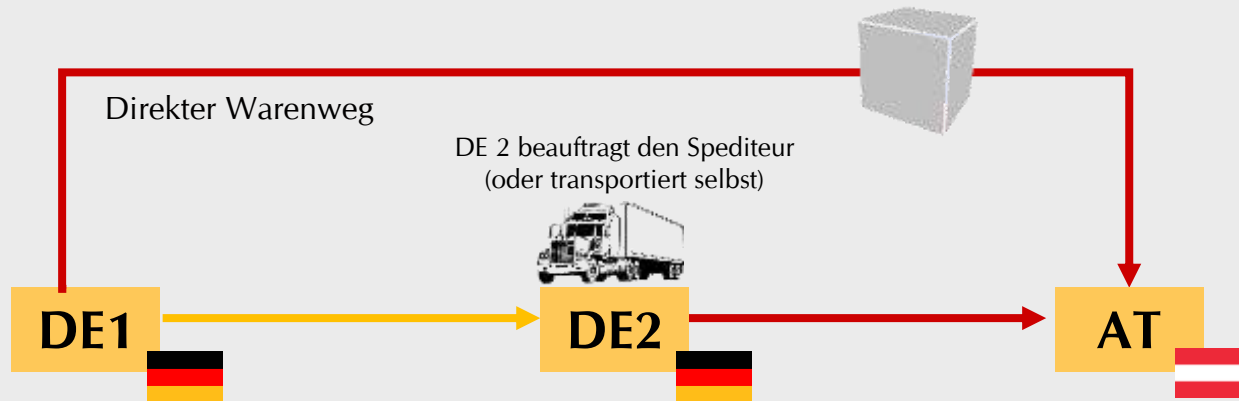 Direkter Warenweg
DE 2 beauftragt den Spediteur
(oder transportiert selbst)
DE1
DE2
AT